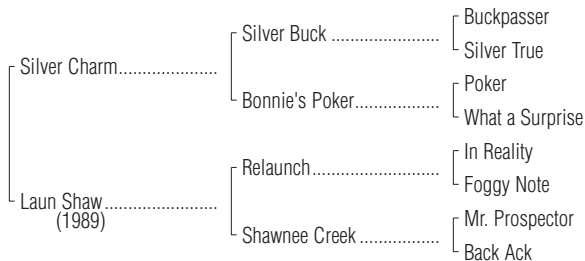 Buckpasser
Silver Buck
Silver True
Silver Charm
Poker
Bonnie's Poker
What a Surprise
In Reality
Relaunch
Foggy Note
Laun Shaw
(1989)
Mr. Prospector
Shawnee Creek
Back Ack